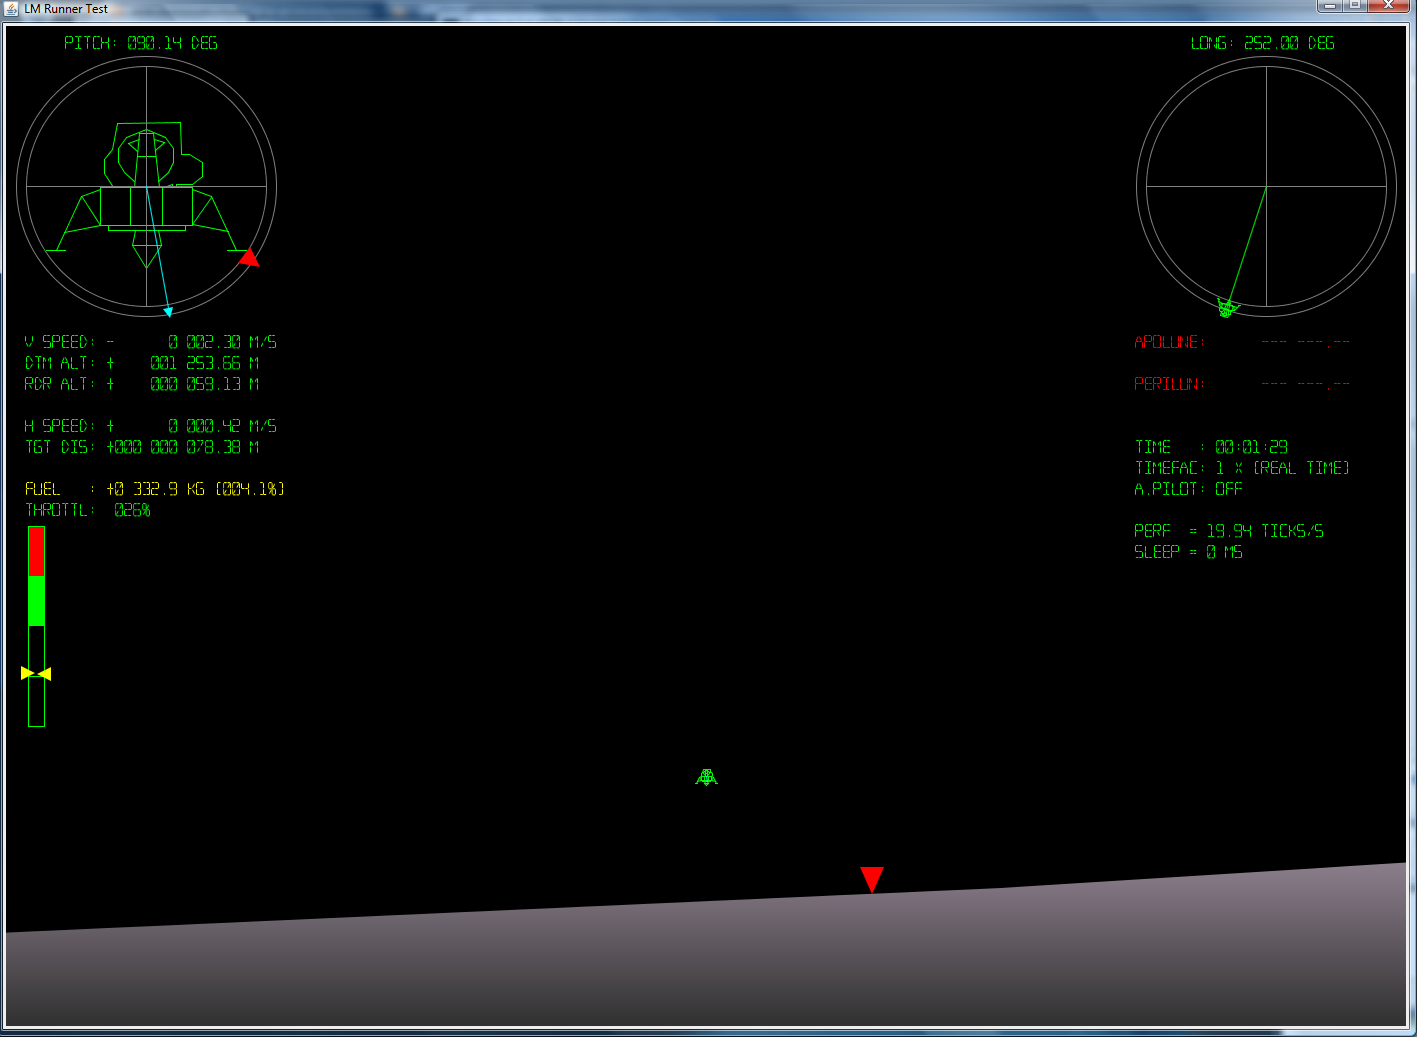 LM Runner Test
PITCH: 090.14 DEG
V SPEED: - 0 002.30 M/S
DTM ALT: + 001 253.66 M
RDR ALT: + 000 059.13 M
H SPEED: + 0 000.42 M/S
TGT DIS: +000 000 078.38 M
FUEL : +0 332.9 KG (004.1%)
THROTTL: 026%
LONG: 252.00 DEG
APOLUNE: --- ---.--
PERILUN: --- ---.--
TIME : 00:01:29
TIMEFAC: 1 X (REAL TIME)
A.PILOT: OFF
PERF = 19.94 TICKS/S
SLEEP = 0 MS